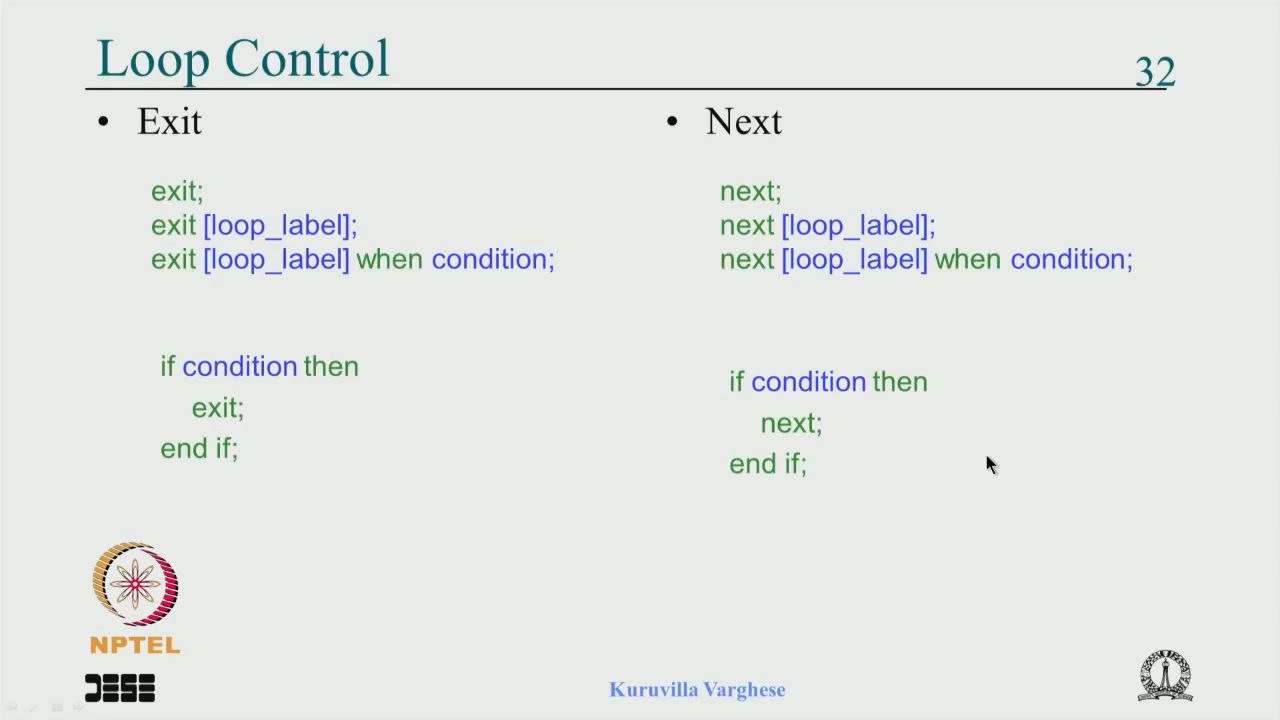 Loop Control
32
• Exit
exit;
exit [loop_label];
exit [loop_label] when condition;
if condition then
exit;
end if;
• Next
next;
next [loop_label];
next [loop_label] when condition;
if condition then
next;
end if;
NPTEL
DESE
Kuruvilla Varghese